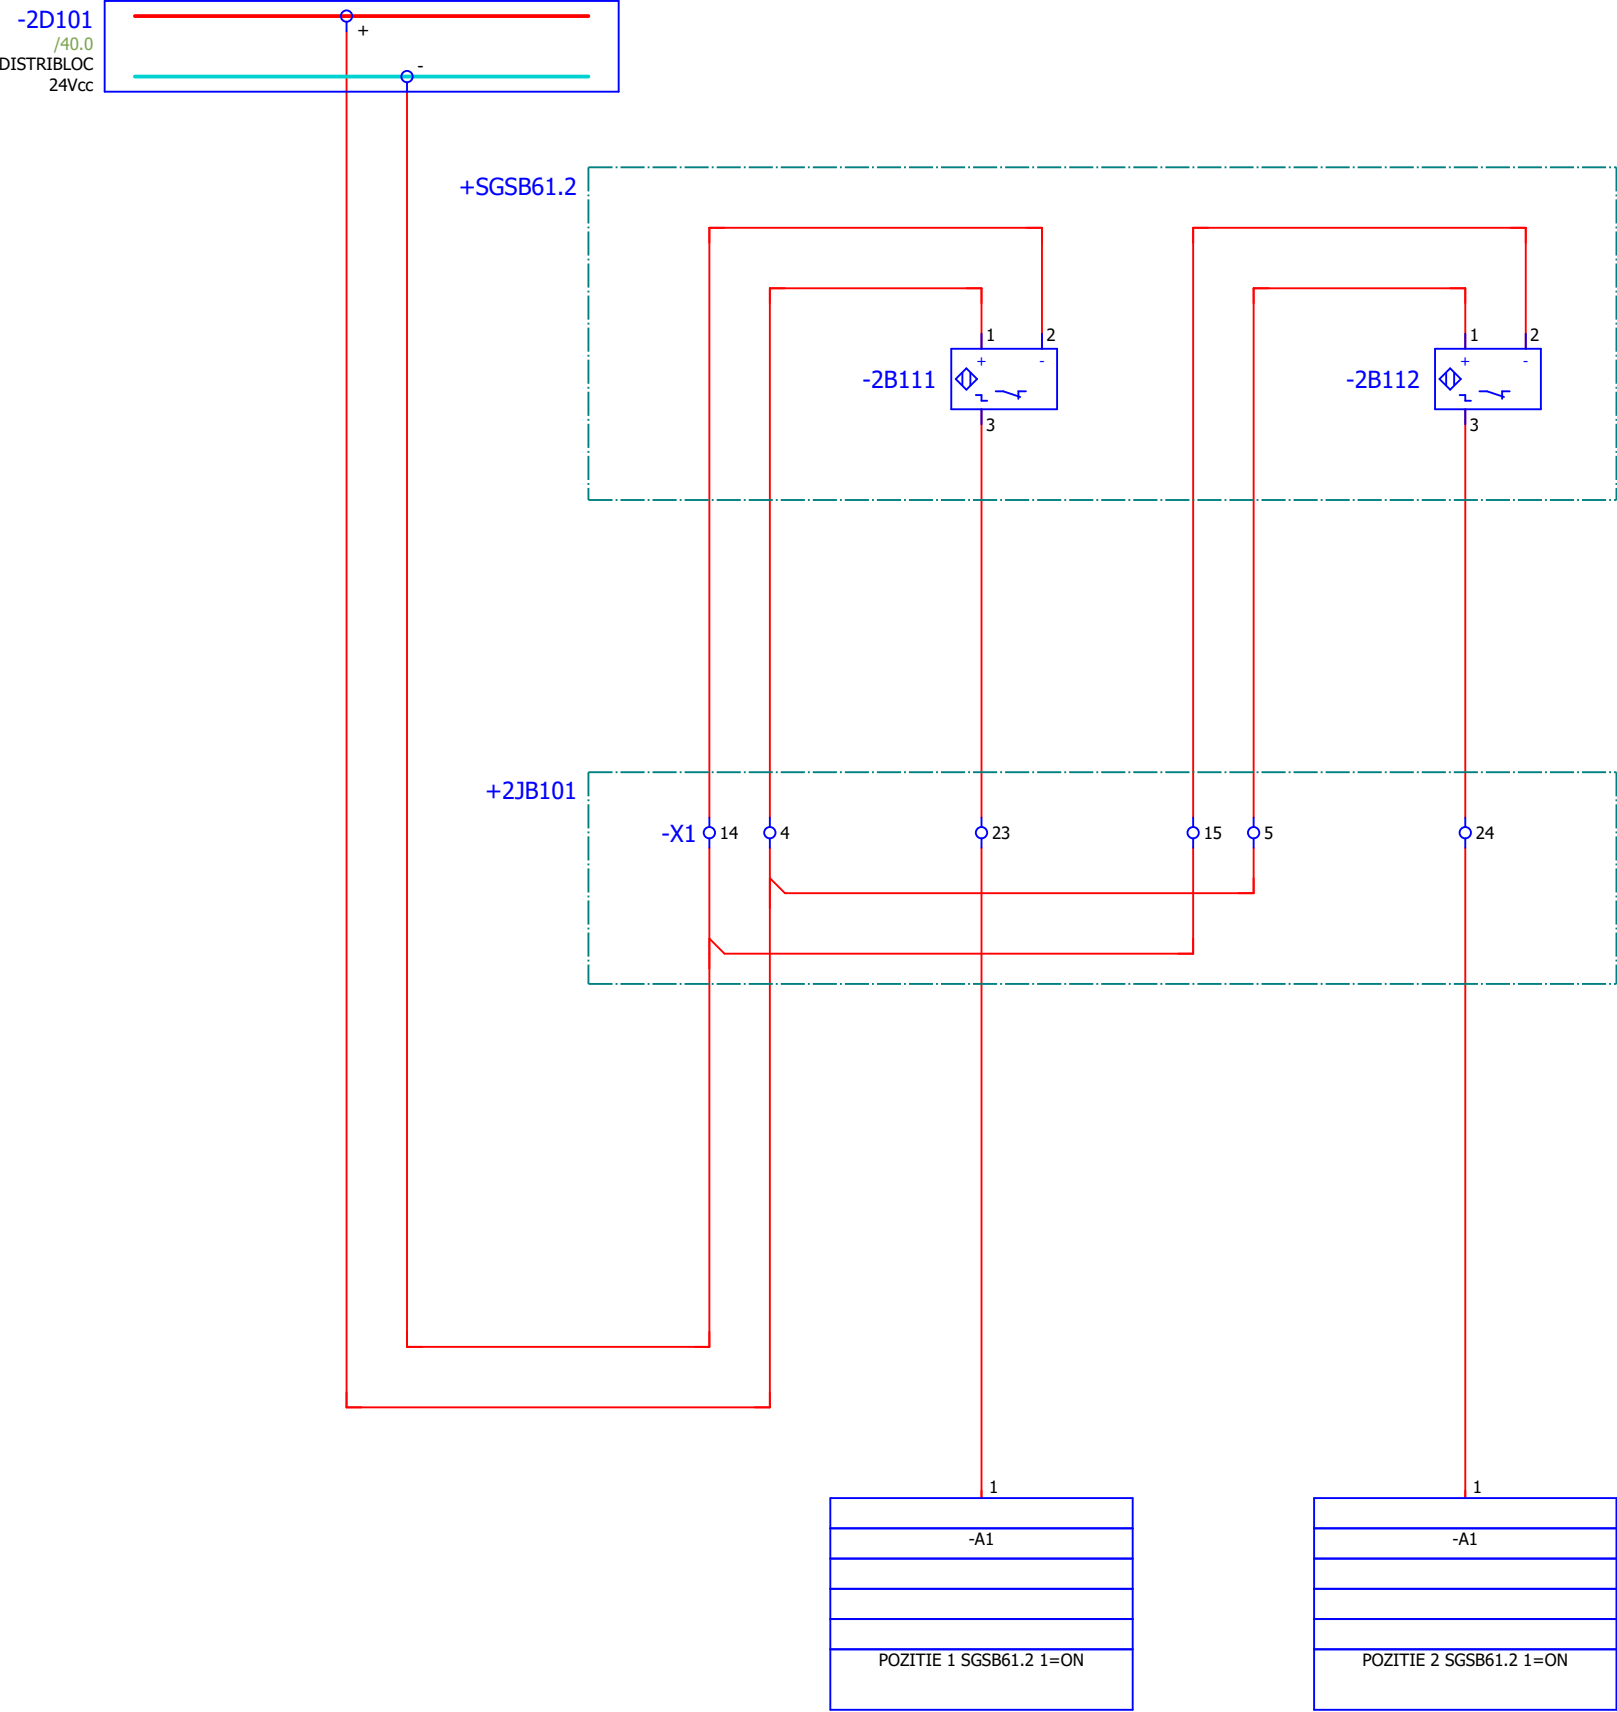 -2D101
+
/40.0
DISTRIBLOC
-
24Vcc
+SGSB61.2
1 2
1 2
+ -
+ -
-2B111
-2B112
3
3
+2JB101
-X1 14 4 23 15 5 24
1
1
-A1
-A1
POZITIE 1 SGSB61.2 1=ON
POZITIE 2 SGSB61.2 1=ON